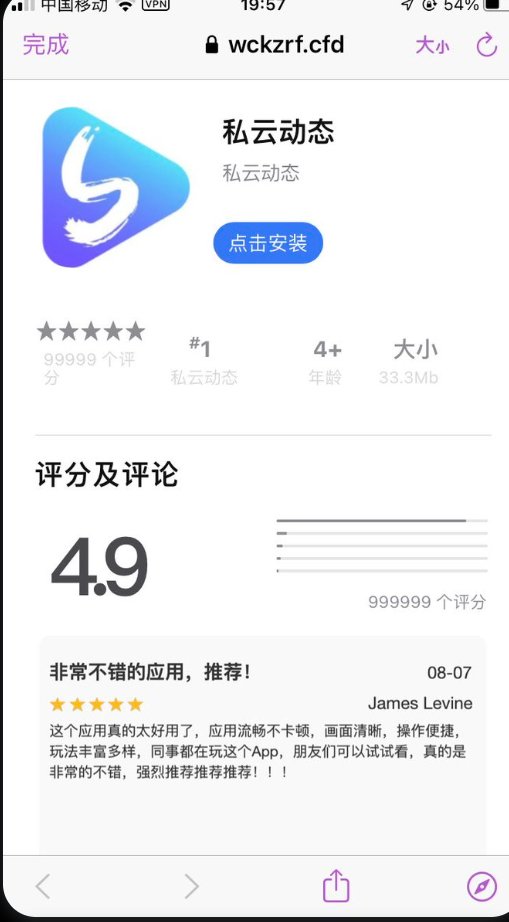 中国移动 VPN 19:57 54%
完成 wckzrf.cfd 大小
私云动态
私云动态
点击安装
★★★★★ #1 4+ 大小
99999 个评分 私云动态 年龄 33.3Mb
评分及评论
4.9
999999 个评分
非常不错的应用，推荐！ 08-07
★★★★★ James Levine
这个应用真的太好用了，应用流畅不卡顿，画面清晰，操作便捷，
玩法丰富多样，同事都在玩这个App，朋友们可以试试看，真的是
非常的不错，强烈推荐推荐推荐！！！